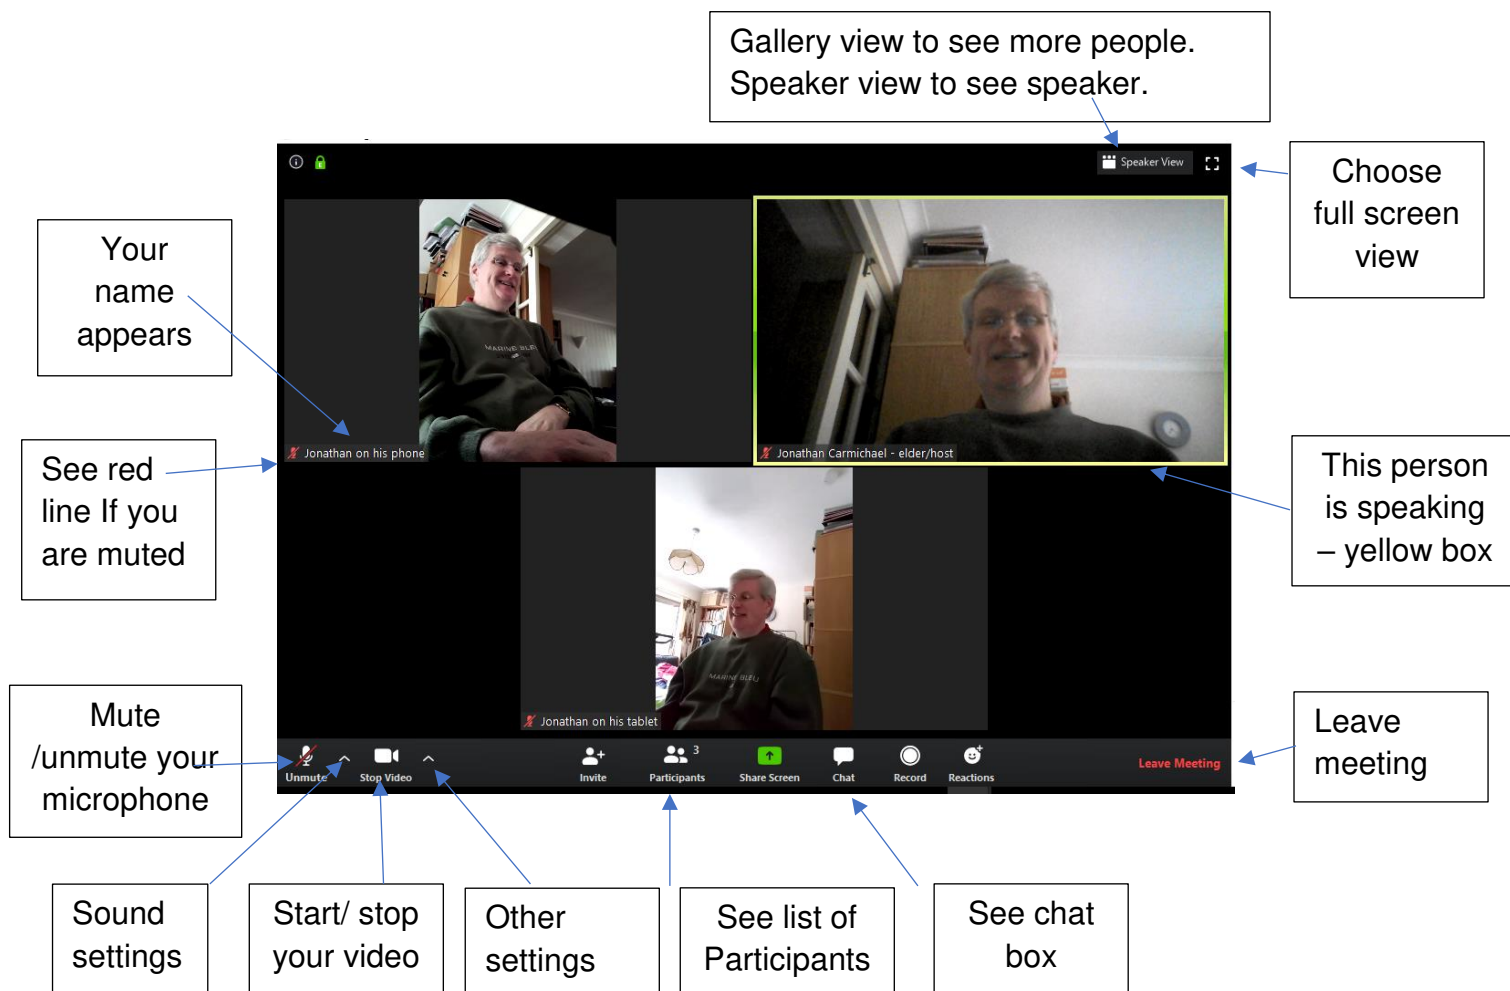 Gallery view to see more people.
Speaker view to see speaker.
Speaker View
Choose
full screen
view
Your
name
appears
MARINE BLEU
Jonathan on his phone
Jonathan Carmichael - elder/host
See red
line If you
are muted
This person
is speaking
– yellow box
MARINE BLEU
Jonathan on his tablet
Mute
/unmute your
microphone
Leave
meeting
Unmute
Stop Video
Invite
3
Participants
Share Screen
Chat
Record
Reactions
Leave Meeting
Sound
settings
Start/ stop
your video
Other
settings
See list of
Participants
See chat
box